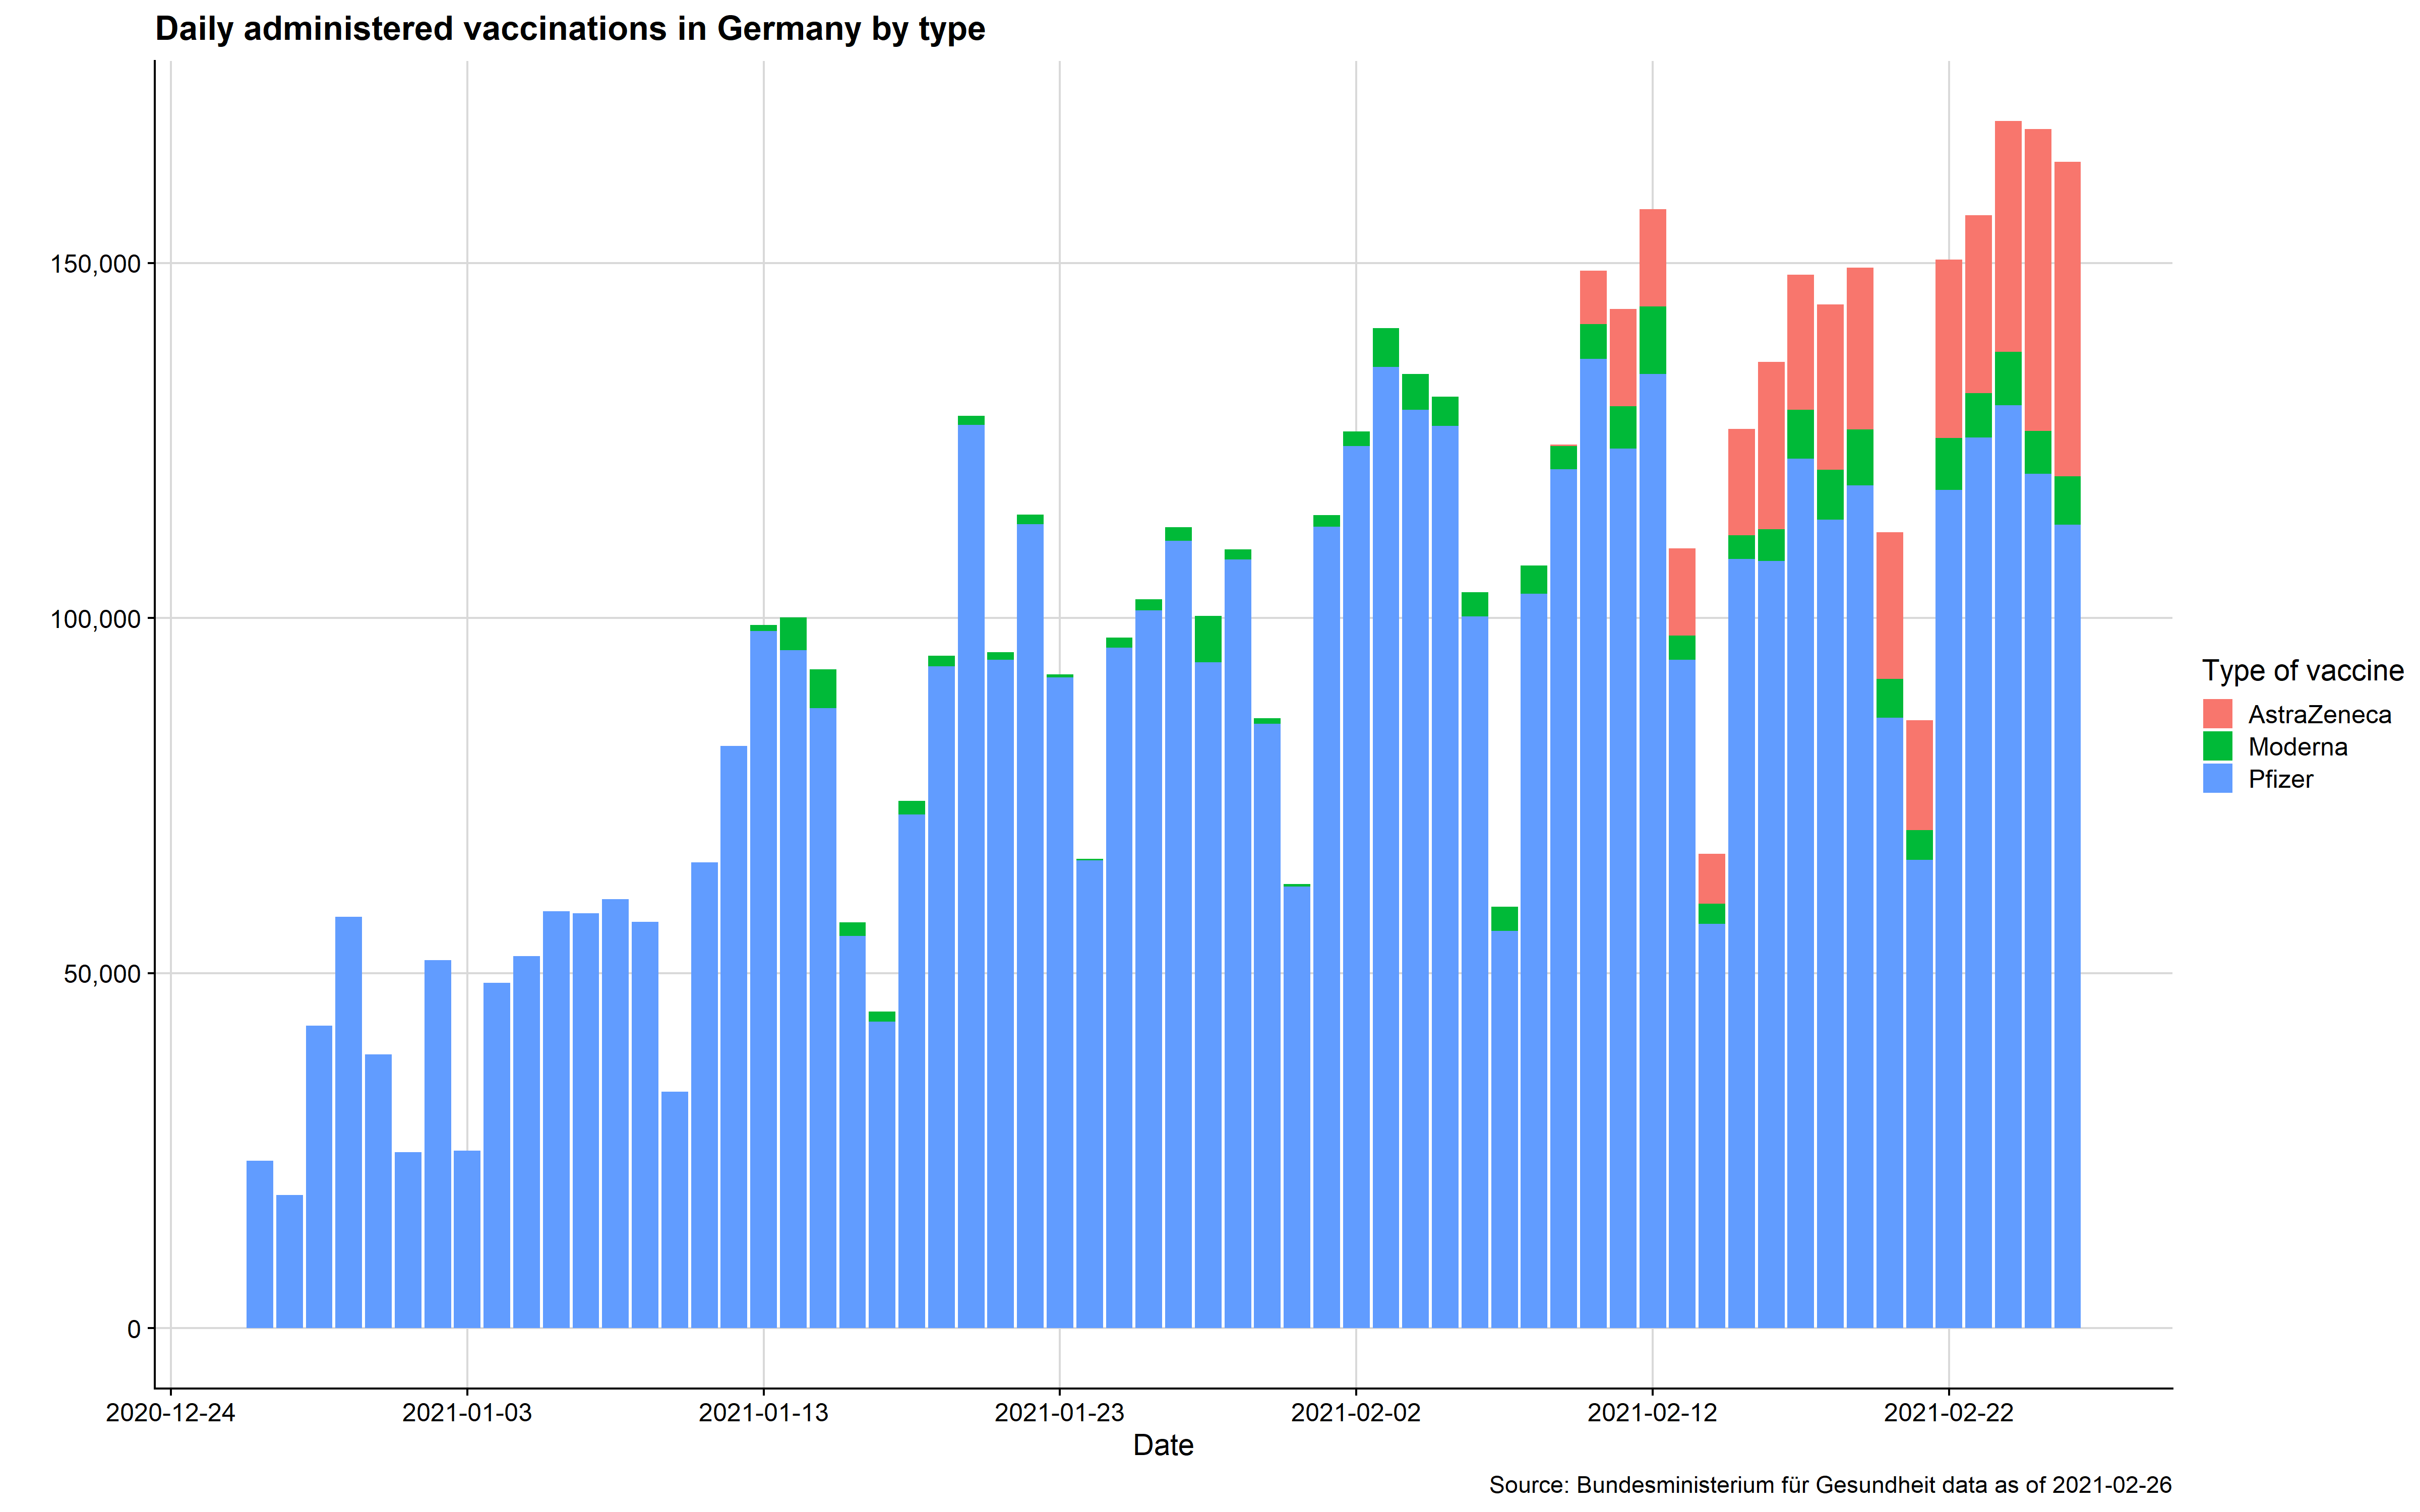 Daily administered vaccinations in Germany by type
150,000
100,000
50,000
0
2020-12-24 2021-01-03 2021-01-13 2021-01-23 2021-02-02 2021-02-12 2021-02-22
Date
Type of vaccine
AstraZeneca
Moderna
Pfizer
Source: Bundesministerium für Gesundheit data as of 2021-02-26